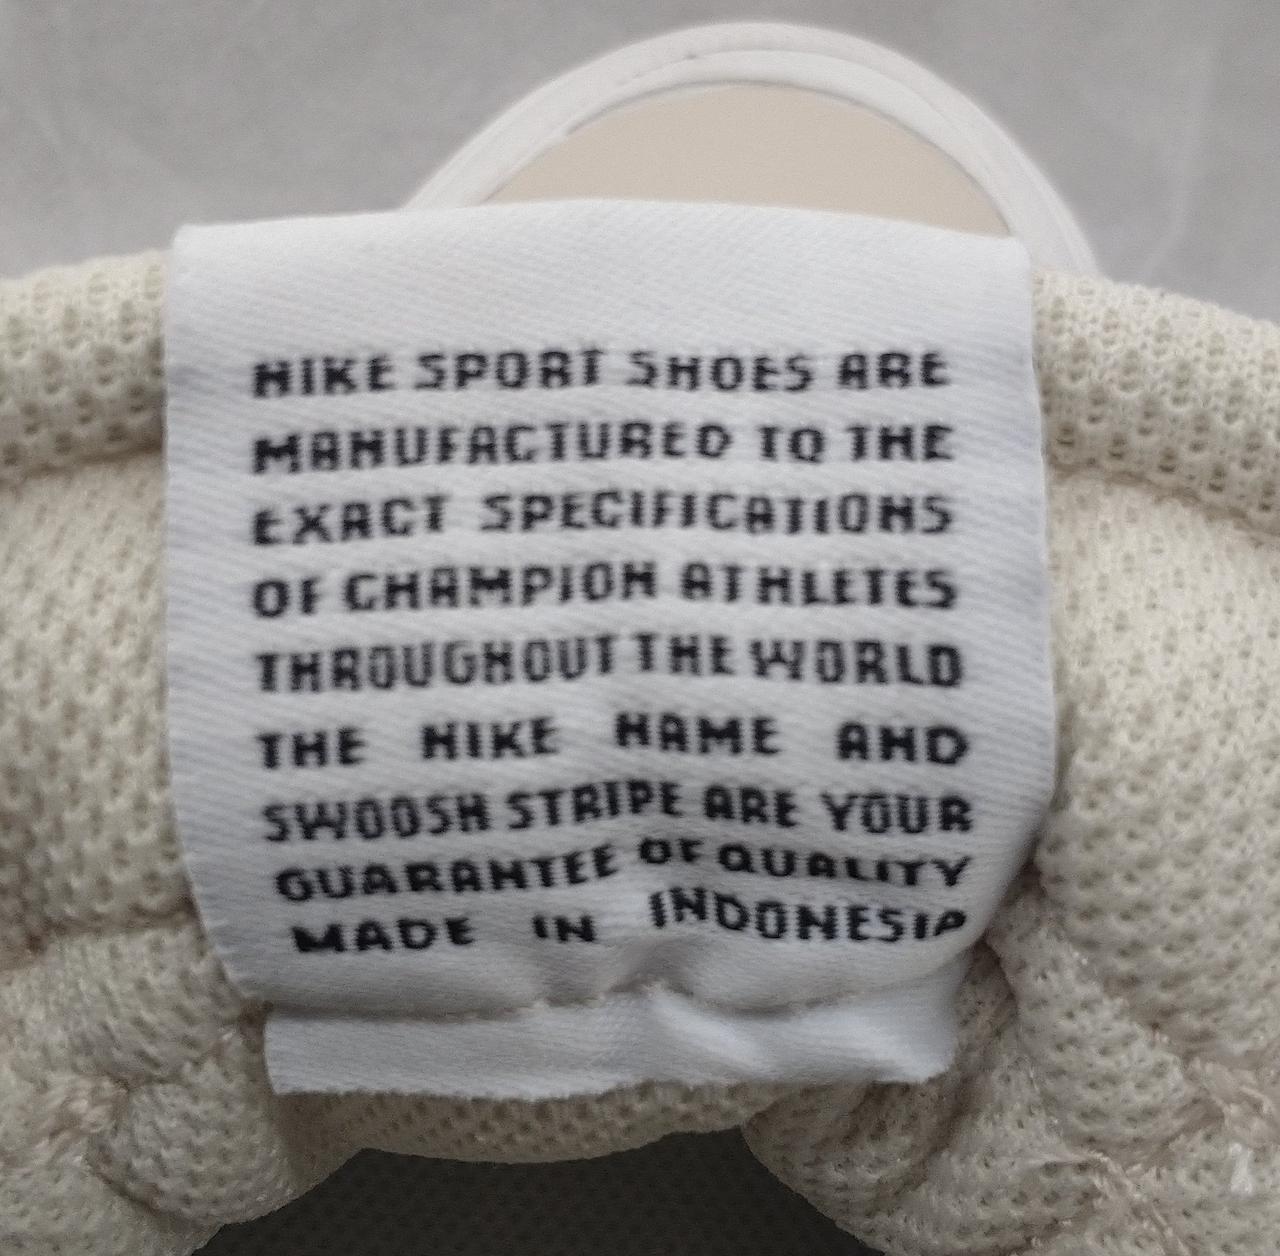 NIKE SPORT SHOES ARE
MANUFACTURED TO THE
EXACT SPECIFICATIONS
OF CHAMPION ATHLETES
THROUGHOUT THE WORLD
THE NIKE NAME AND
SWOOSH STRIPE ARE YOUR
GUARANTEE OF QUALITY
MADE IN INDONESIA